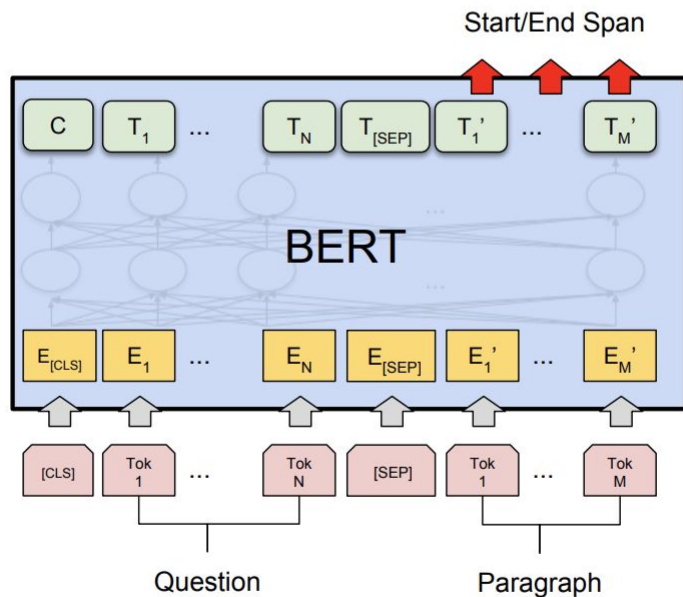 Start/End Span
C T1 ... TN T[SEP] T1' ... TM'
...
BERT
...
E[CLS] E1 ... EN E[SEP] E1' ... EM'
[CLS] Tok 1 ... Tok N [SEP] Tok 1 ... Tok M
Question Paragraph